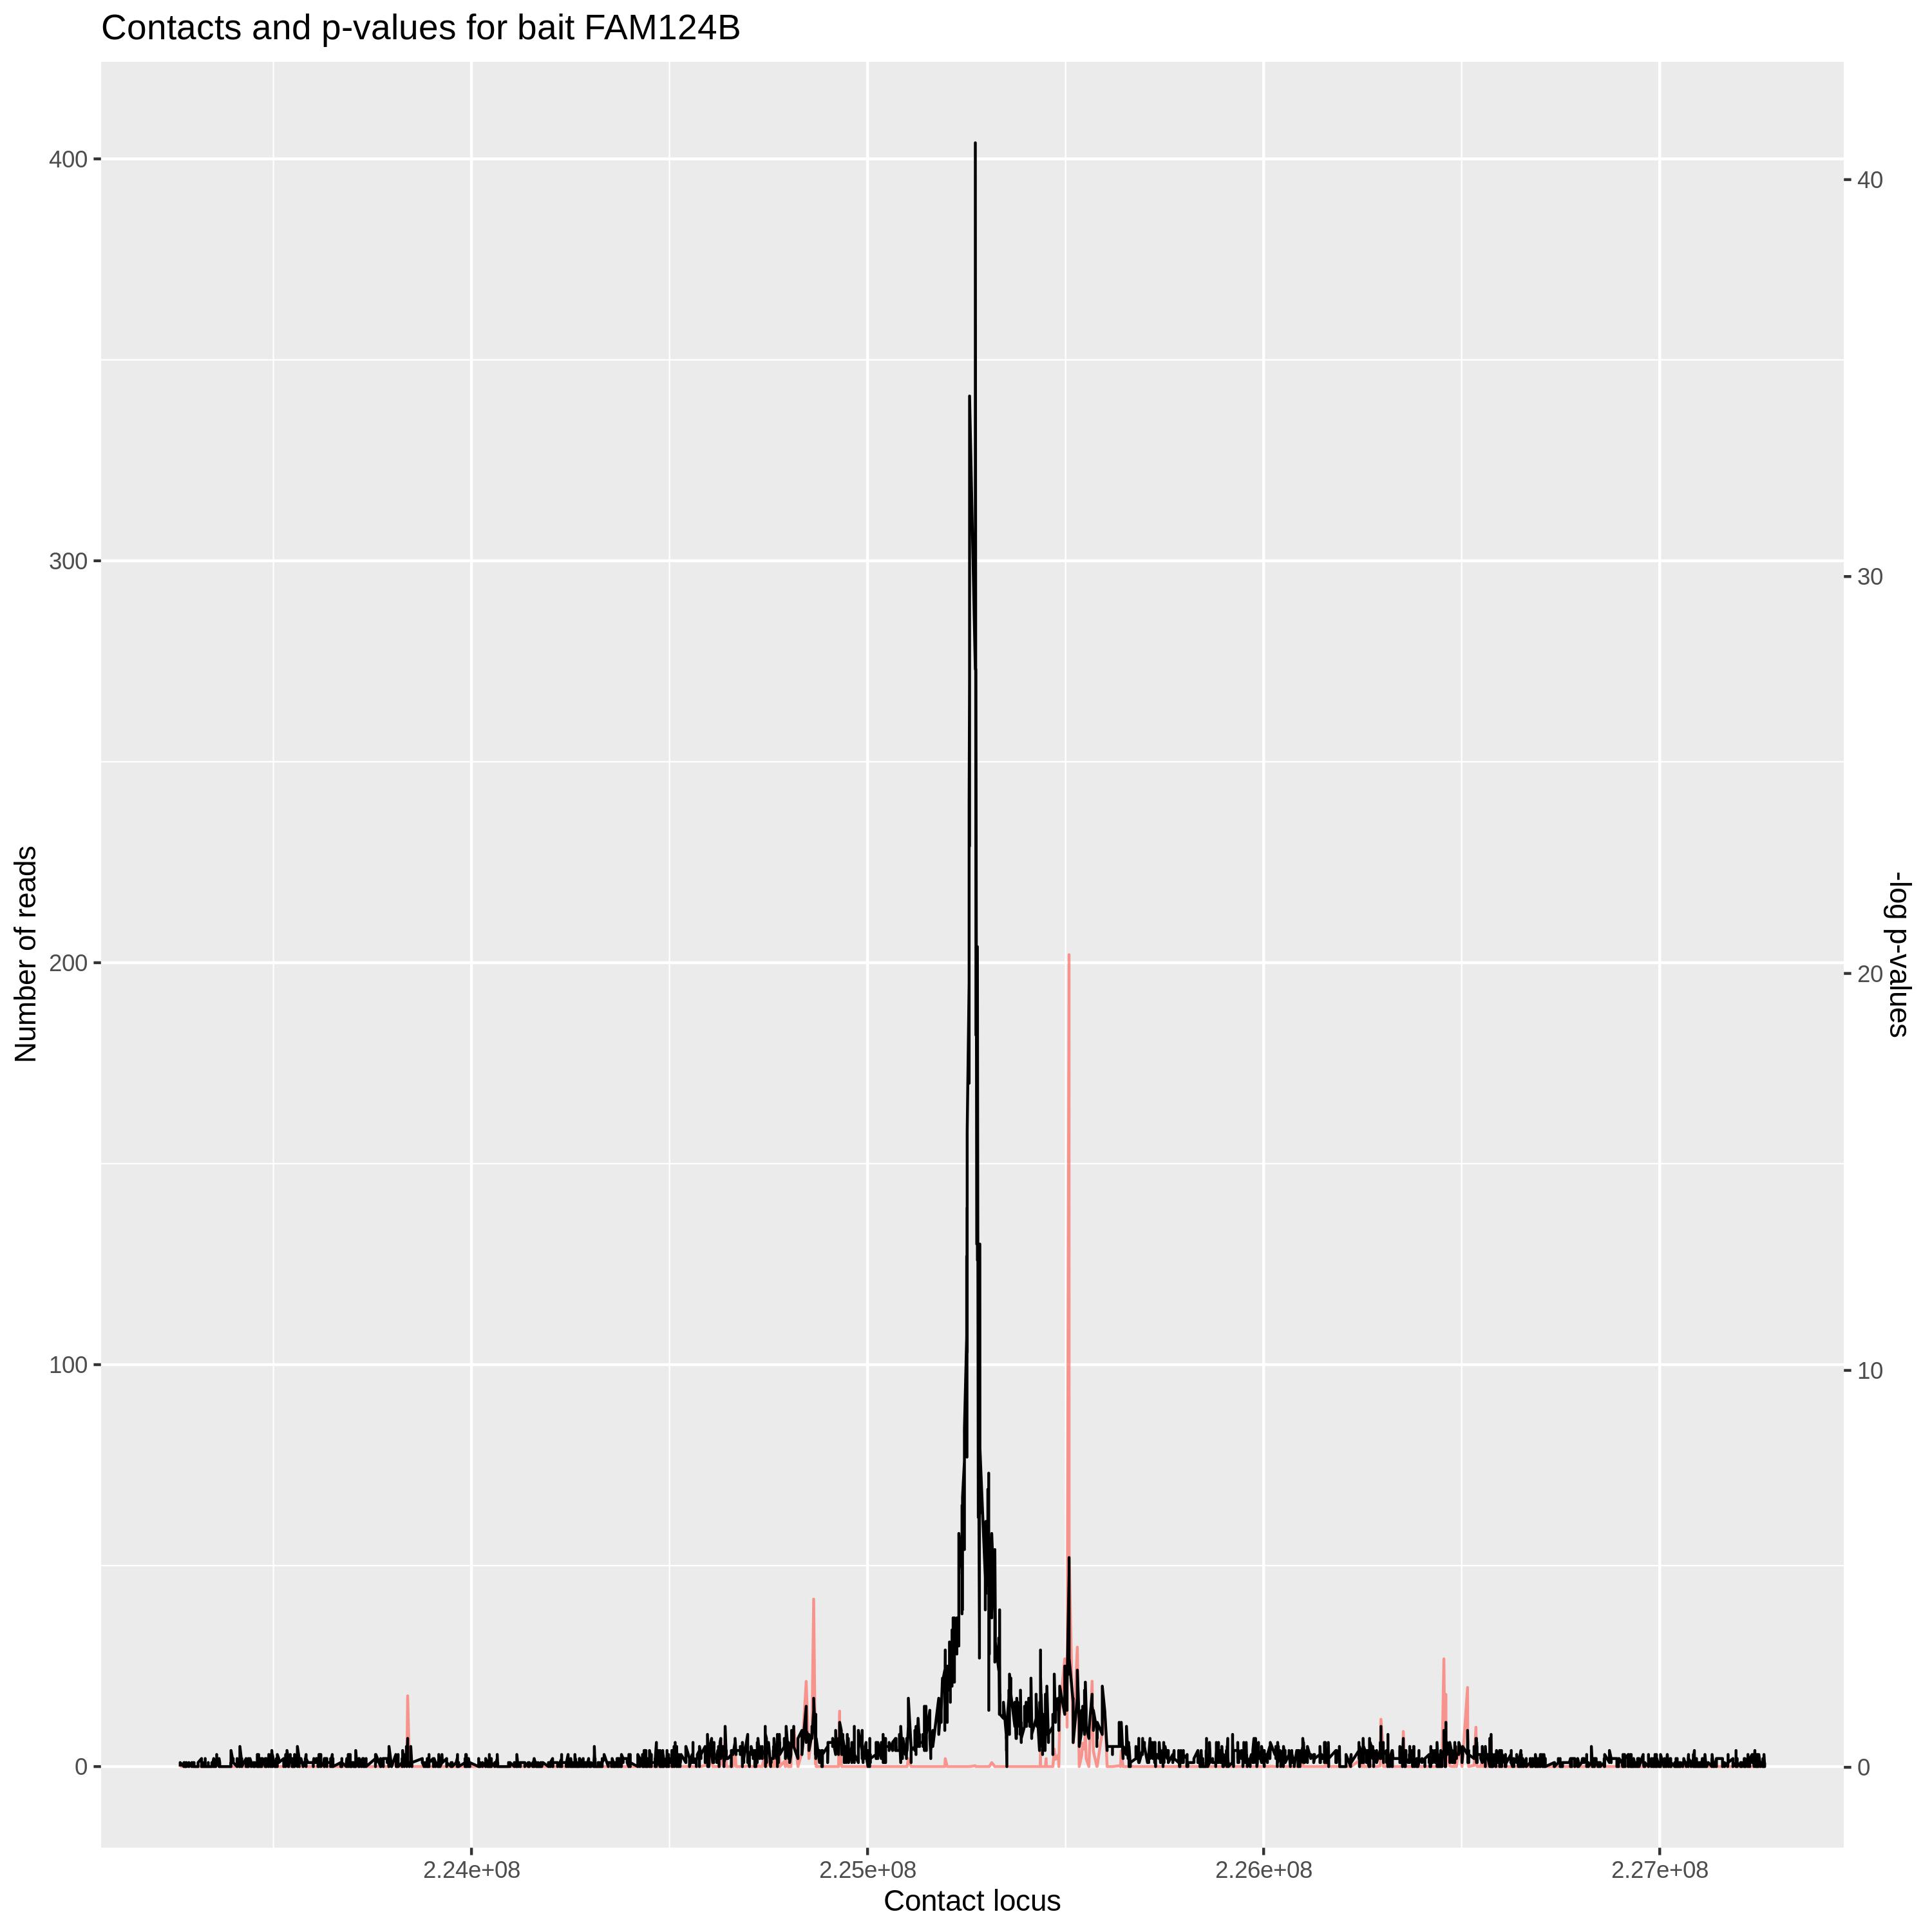 Contacts and p-values for bait FAM124B
400
300
200
100
0
40
30
20
10
0
Number of reads
-log p-values
2.24e+08
2.25e+08
2.26e+08
2.27e+08
Contact locus